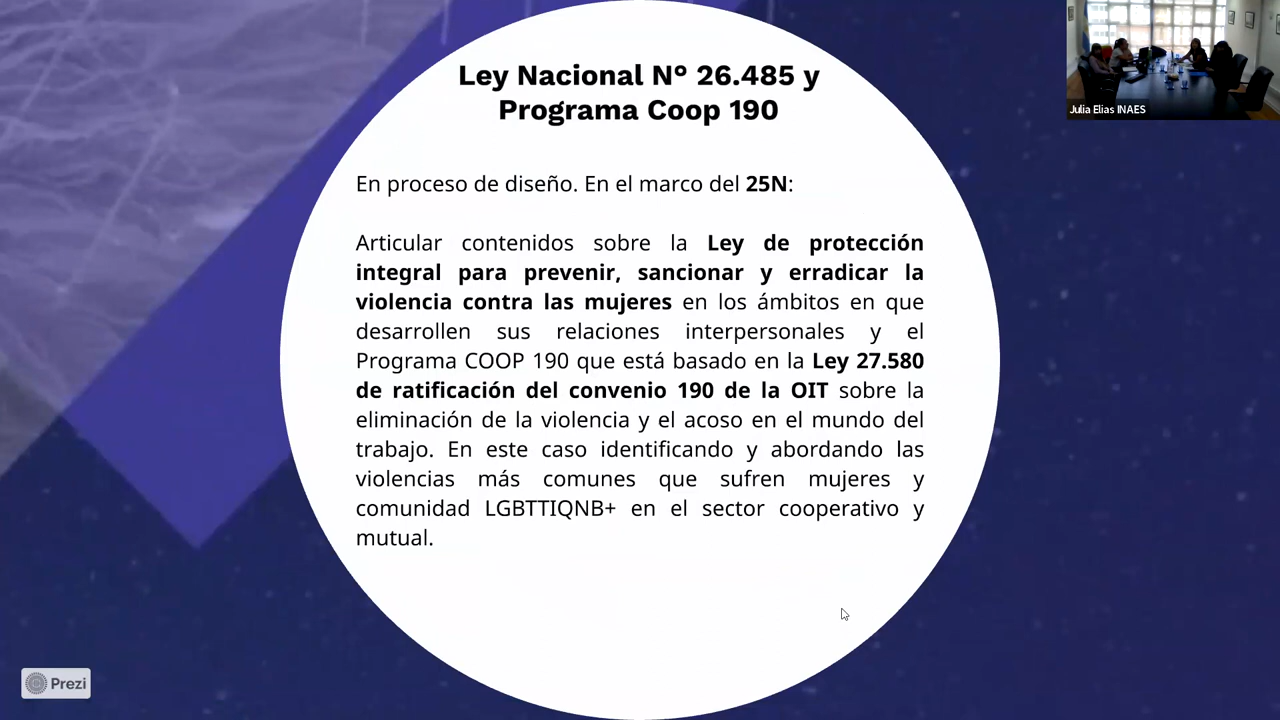 Ley Nacional N° 26.485 y
Programa Coop 190
En proceso de diseño. En el marco del 25N:
Articular contenidos sobre la Ley de protección
integral para prevenir, sancionar y erradicar la
violencia contra las mujeres en los ámbitos en que
desarrollen sus relaciones interpersonales y el
Programa COOP 190 que está basado en la Ley 27.580
de ratificación del convenio 190 de la OIT sobre la
eliminación de la violencia y el acoso en el mundo del
trabajo. En este caso identificando y abordando las
violencias más comunes que sufren mujeres y
comunidad LGBTTIQNB+ en el sector cooperativo y
mutual.
Julia Elias INAES
Prezi